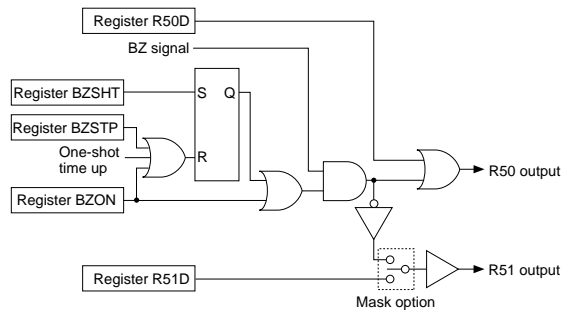 Register R50D
BZ signal
Register BZSHT
S
Q
Register BZSTP
One-shot
time up
R
Register BZON
R50 output
Register R51D
R51 output
Mask option